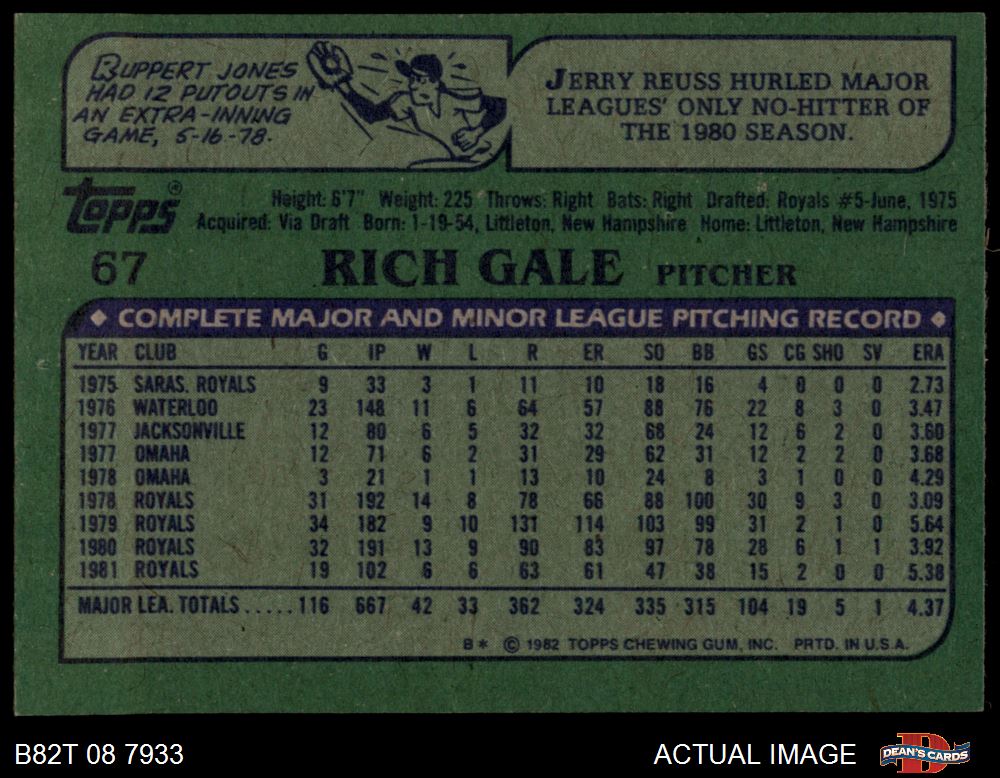 RUPPERT JONES
HAD 12 PUTOUTS IN
AN EXTRA-INNING
GAME, 5-16-78.
JERRY REUSS HURLED MAJOR
LEAGUES' ONLY NO-HITTER OF
THE 1980 SEASON.
Topps®
Height: 6'7" Weight: 225 Throws: Right Bats: Right Drafted: Royals #5-June, 1975
Acquired: Via Draft Born: 1-19-54, Littleton, New Hampshire Home: Littleton, New Hampshire
67 RICH GALE PITCHER
◆ COMPLETE MAJOR AND MINOR LEAGUE PITCHING RECORD ◆
YEAR CLUB G IP W L R ER SO BB GS CG SHO SV ERA
1975 SARAS. ROYALS 9 33 3 1 11 10 18 16 4 0 0 0 2.73
1976 WATERLOO 23 148 11 6 64 57 88 76 22 8 3 0 3.47
1977 JACKSONVILLE 12 80 6 5 32 32 68 24 12 6 2 0 3.60
1977 OMAHA 12 71 6 2 31 29 62 31 12 2 2 0 3.68
1978 OMAHA 3 21 1 1 13 10 24 8 3 1 0 0 4.29
1978 ROYALS 31 192 14 8 78 66 88 100 30 9 3 0 3.09
1979 ROYALS 34 182 9 10 131 114 103 99 31 2 1 0 5.64
1980 ROYALS 32 191 13 9 90 83 97 78 28 6 1 1 3.92
1981 ROYALS 19 102 6 6 63 61 47 38 15 2 0 0 5.38
MAJOR LEA. TOTALS.....116 667 42 33 362 324 335 315 104 19 5 1 4.37
B* © 1982 TOPPS CHEWING GUM, INC. PRTD. IN U.S.A.
B82T 08 7933 ACTUAL IMAGE
D
DEAN'S CARDS